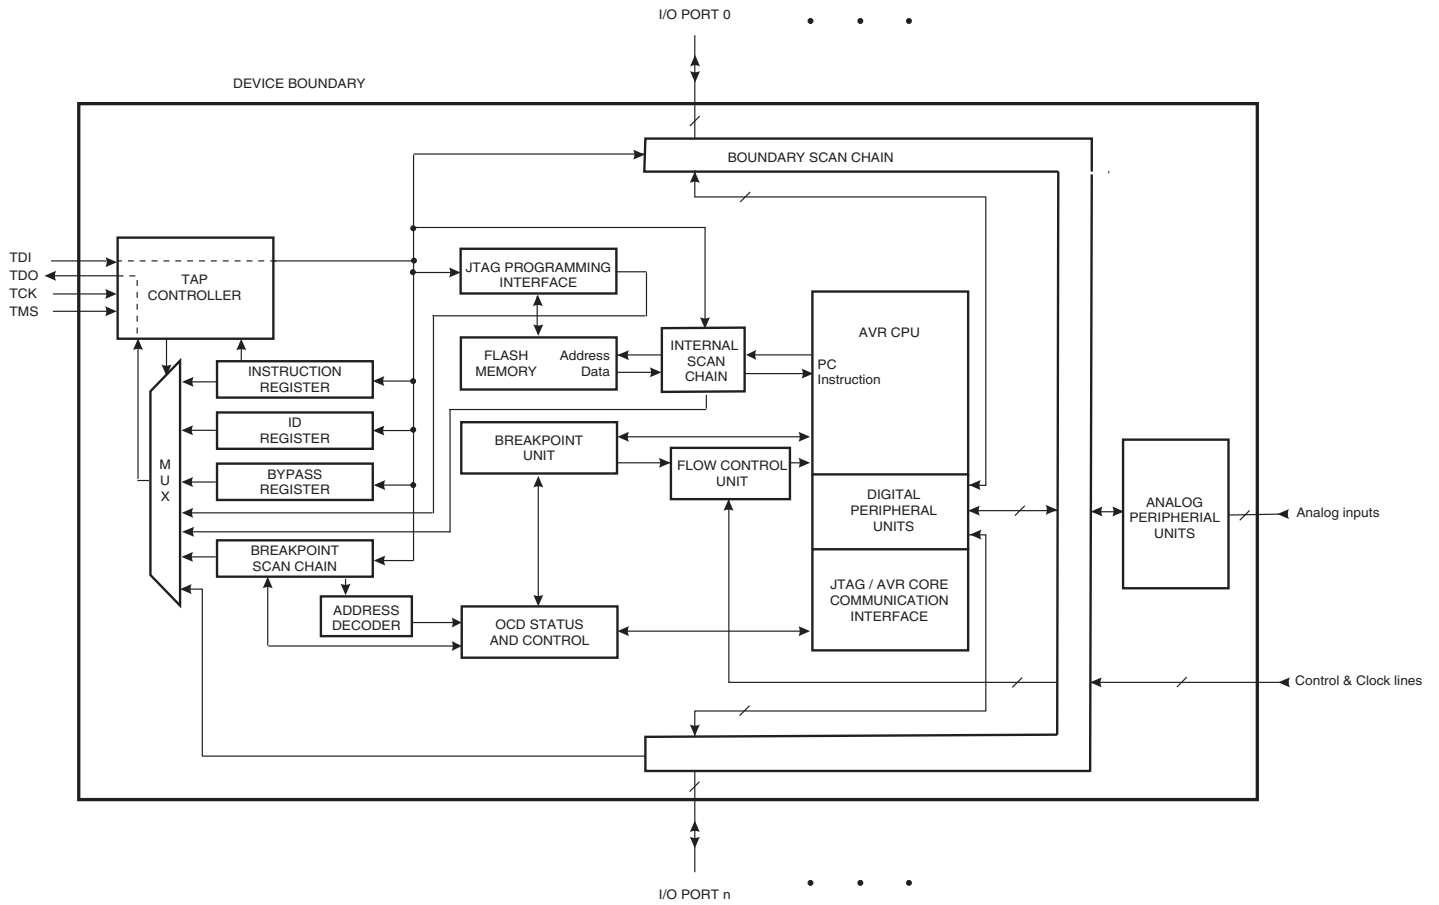 I/O PORT 0
DEVICE BOUNDARY
BOUNDARY SCAN CHAIN
TDI
TDO
TCK
TMS
TAP
CONTROLLER
JTAG PROGRAMMING
INTERFACE
AVR CPU
INTERNAL
SCAN
CHAIN
FLASH
MEMORY
Address
Data
PC
Instruction
INSTRUCTION
REGISTER
ID
REGISTER
M
U
X
BYPASS
REGISTER
BREAKPOINT
UNIT
FLOW CONTROL
UNIT
DIGITAL
PERIPHERAL
UNITS
ANALOG
PERIPHERIAL
UNITS
Analog inputs
BREAKPOINT
SCAN CHAIN
ADDRESS
DECODER
OCD STATUS
AND CONTROL
JTAG / AVR CORE
COMMUNICATION
INTERFACE
Control & Clock lines
I/O PORT n